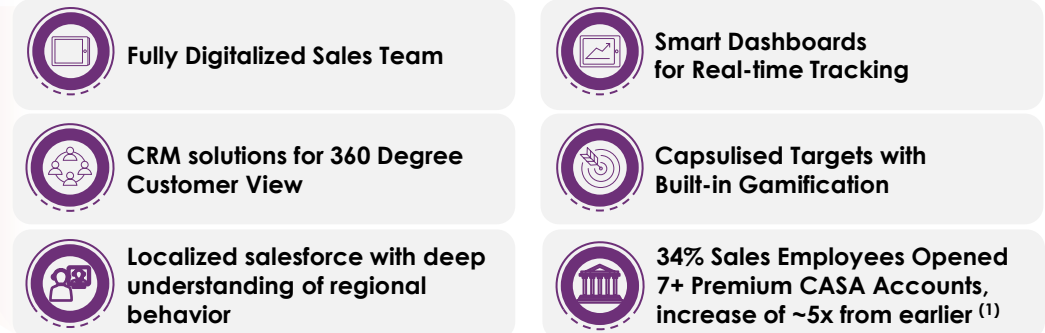 Fully Digitalized Sales Team
Smart Dashboards
for Real-time Tracking
CRM solutions for 360 Degree
Customer View
Capsulised Targets with
Built-in Gamification
Localized salesforce with deep
understanding of regional
behavior
34% Sales Employees Opened
7+ Premium CASA Accounts,
increase of ~5x from earlier (1)